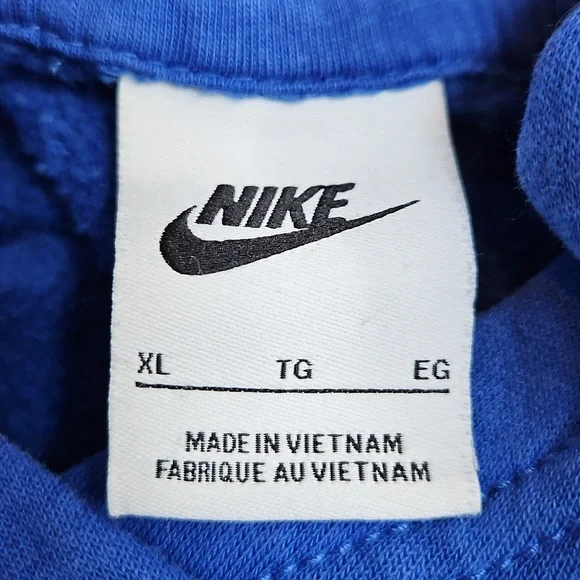 NIKE
XL TG EG
MADE IN VIETNAM
FABRIQUE AU VIETNAM